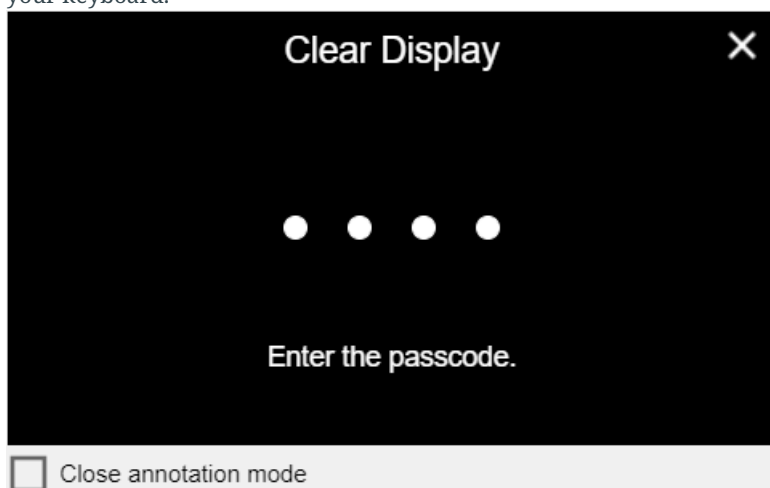 your keyboard.
Clear Display
Enter the passcode.
Close annotation mode